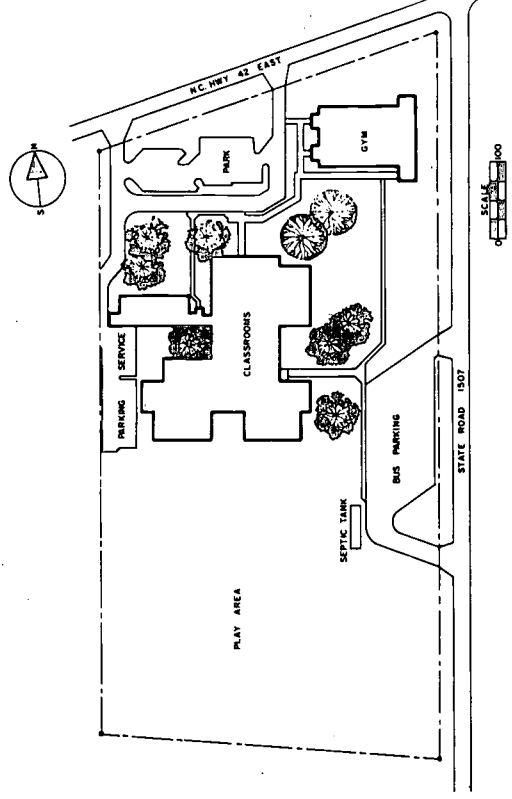 N.C. HWY 42 EAST
N
S
PARK
GYM
SCALE
0 100
SERVICE
PARKING
CLASSROOMS
BUS PARKING
STATE ROAD 1507
SEPTIC TANK
PLAY AREA